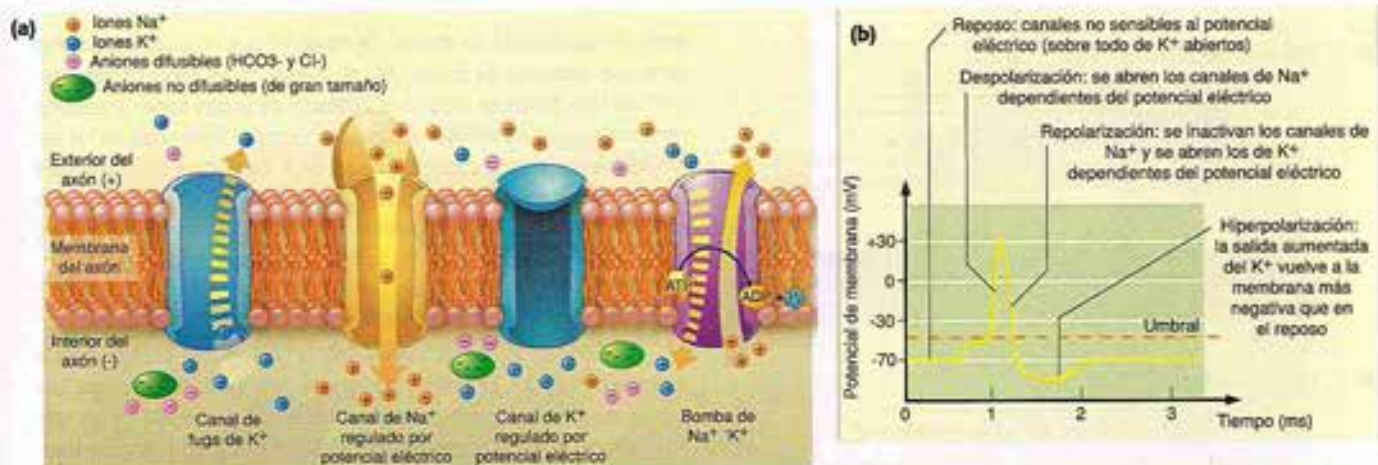 (a)
Iones Na+
Iones K+
Aniones difusibles (HCO3- y Cl-)
Aniones no difusibles (de gran tamaño)
Exterior del
axón (+)
Membrana
del axón
Interior del
axón (-)
ATP
ADP
Canal de
fuga de K+
Canal de Na+
regulado por
potencial eléctrico
Canal de K+
regulado por
potencial eléctrico
Bomba de
Na+ K+
(b)
Reposo: canales no sensibles al potencial
eléctrico (sobre todo de K+ abiertos)
Despolarización: se abren los canales de Na+
dependientes del potencial eléctrico
Repolarización: se inactivan los canales de
Na+ y se abren los de K+
dependientes del potencial eléctrico
Hiperpolarización:
la salida aumentada
del K+ vuelve a la
membrana más
negativa que en
el reposo
Potencial de membrana (mV)
+30
0
-30
Umbral
-70
0
1
2
3
Tiempo (ms)